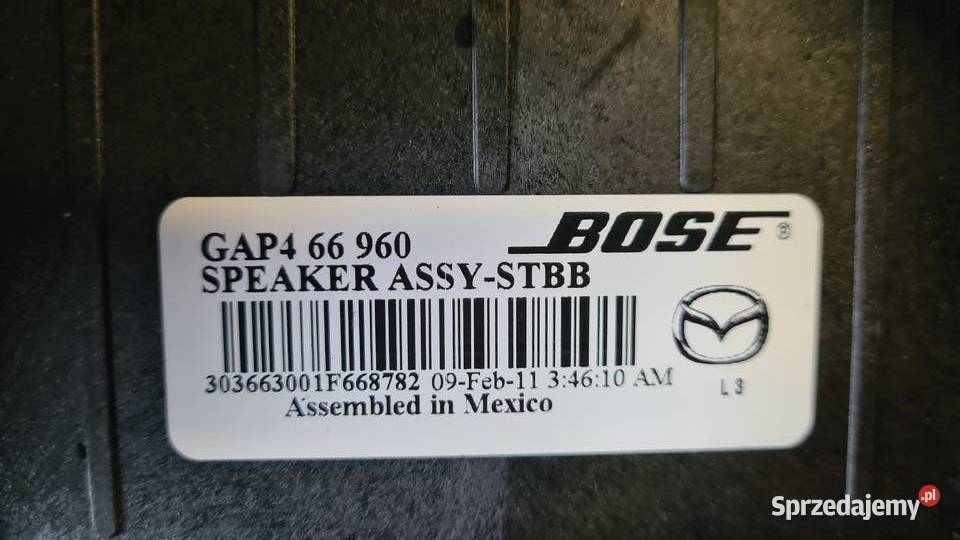 GAP4 66 960
BOSE®
SPEAKER ASSY-STBB
303663001F668782 09-Feb-11 3:46:10 AM
L 3
Assembled in Mexico
Sprzedajemy.pl